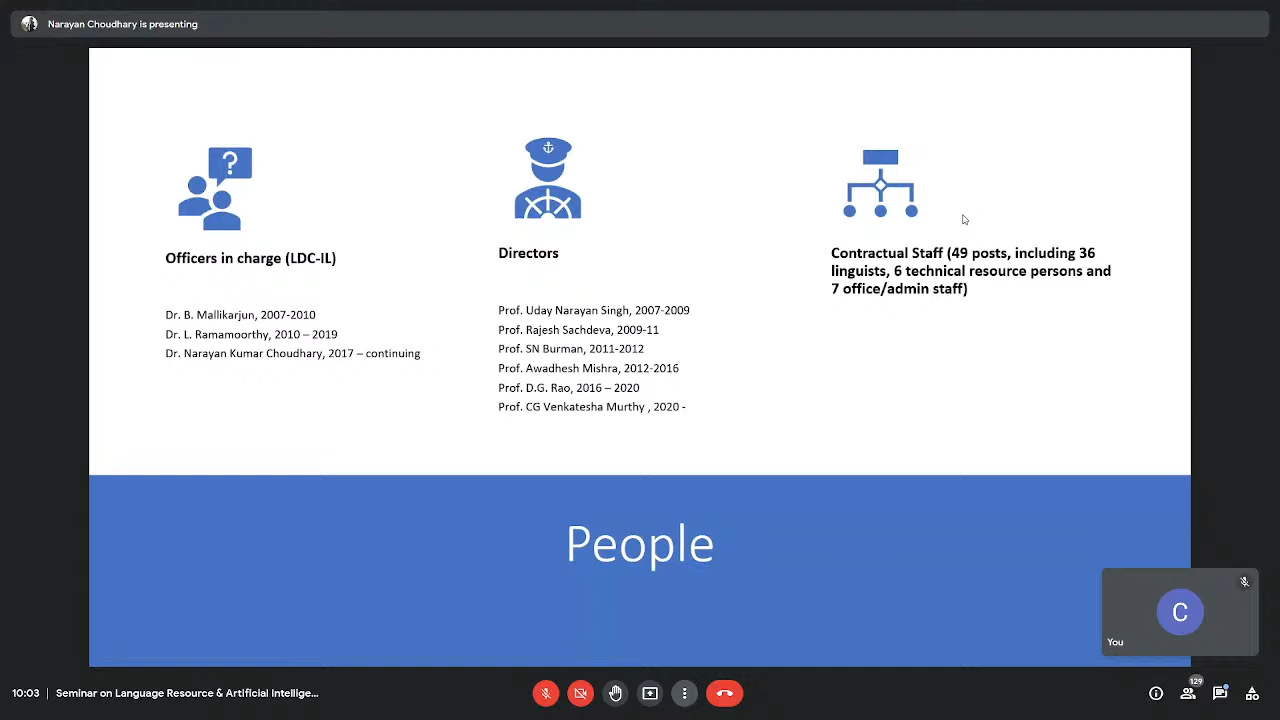 Narayan Choudhary is presenting
?
Officers in charge (LDC-IL)
Dr. B. Mallikarjun, 2007-2010
Dr. L. Ramamoorthy, 2010 – 2019
Dr. Narayan Kumar Choudhary, 2017 – continuing
Directors
Prof. Uday Narayan Singh, 2007-2009
Prof. Rajesh Sachdeva, 2009-11
Prof. SN Burman, 2011-2012
Prof. Awadhesh Mishra, 2012-2016
Prof. D.G. Rao, 2016 – 2020
Prof. CG Venkatesha Murthy , 2020 -
Contractual Staff (49 posts, including 36
linguists, 6 technical resource persons and
7 office/admin staff)
People
C
You
10:03 | Seminar on Language Resource & Artificial Intellige...
129